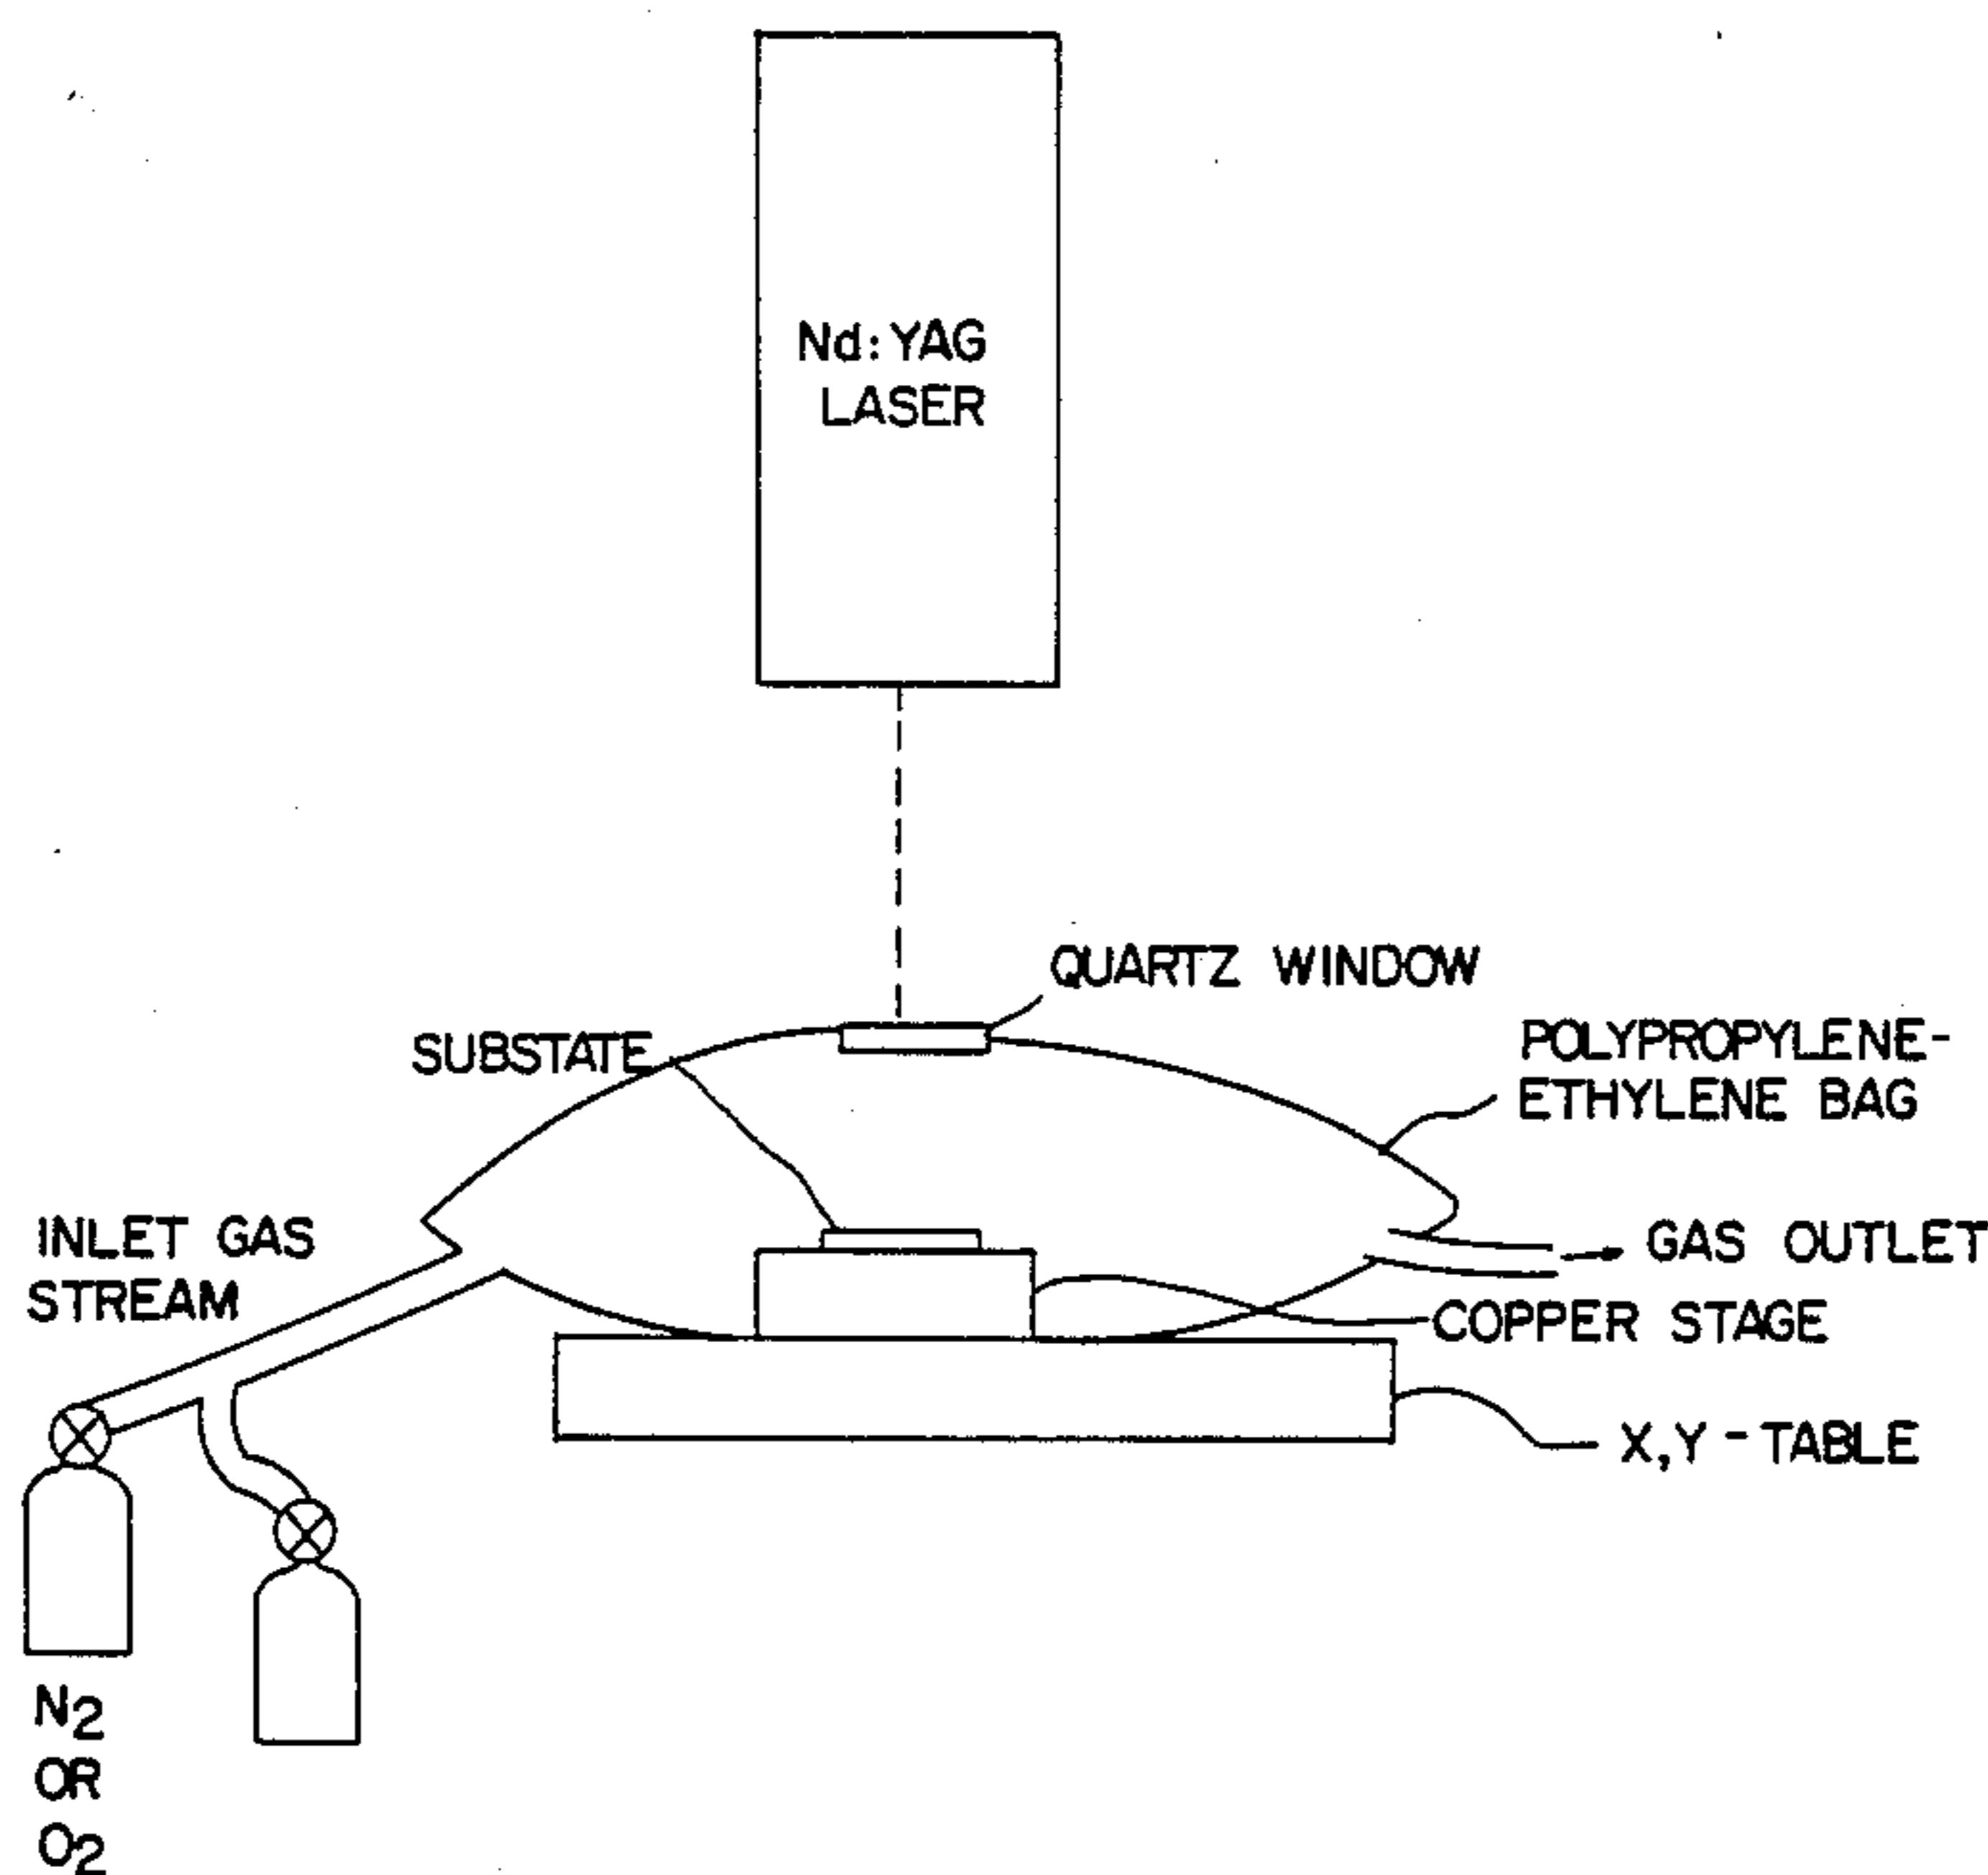 Nd: YAG
LASER
QUARTZ WINDOW
SUBSTATE
POLYPROPYLENE-
ETHYLENE BAG
INLET GAS
STREAM
GAS OUTLET
COPPER STAGE
X,Y-TABLE
N2
OR
O2